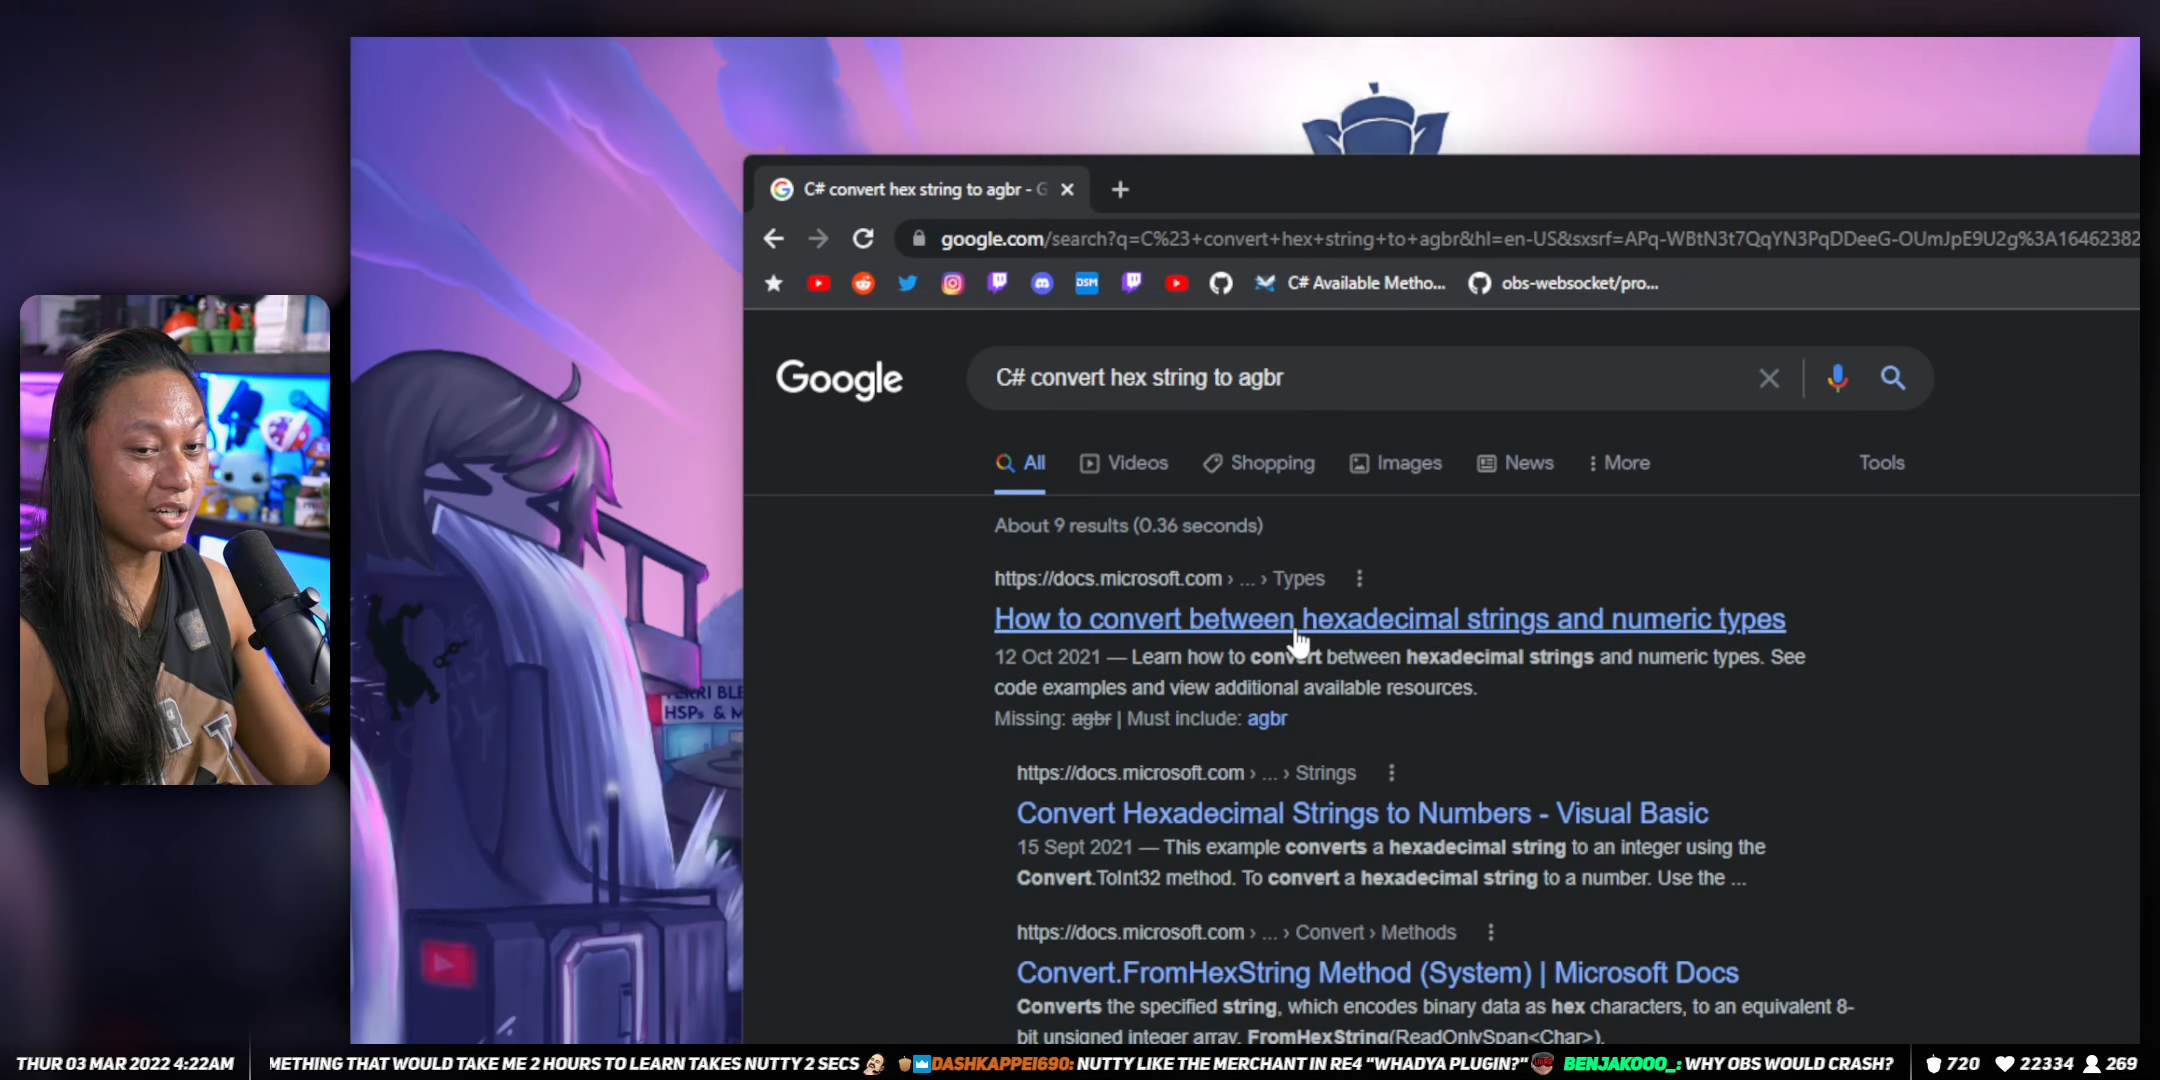 C# convert hex string to agbr - G
google.com/search?q=C%23+convert+hex+string+to+agbr&hl=en-US&sxsrf=APq-WBtN3t7QqYN3PqDDeeG-OUmJpE9U2g%3A16462382
DSM
C# Available Metho...
obs-websocket/pro...
Google
C# convert hex string to agbr
All
Videos
Shopping
Images
News
More
Tools
About 9 results (0.36 seconds)
https://docs.microsoft.com › ... › Types
How to convert between hexadecimal strings and numeric types
12 Oct 2021 — Learn how to convert between hexadecimal strings and numeric types. See
code examples and view additional available resources.
Missing: agbr | Must include: agbr
https://docs.microsoft.com › ... › Strings
Convert Hexadecimal Strings to Numbers - Visual Basic
15 Sept 2021 — This example converts a hexadecimal string to an integer using the
Convert.ToInt32 method. To convert a hexadecimal string to a number. Use the ...
https://docs.microsoft.com › ... › Convert › Methods
Convert.FromHexString Method (System) | Microsoft Docs
Converts the specified string, which encodes binary data as hex characters, to an equivalent 8-
bit unsigned integer array. FromHexString(ReadOnlySpan<Char>).
HSPs & M
THUR 03 MAR 2022 4:22AM
METHING THAT WOULD TAKE ME 2 HOURS TO LEARN TAKES NUTTY 2 SECS
DASHKAPPEI690: NUTTY LIKE THE MERCHANT IN RE4 "WHADYA PLUGIN?"
BENJAKOOO_: WHY OBS WOULD CRASH?
720
22334
269